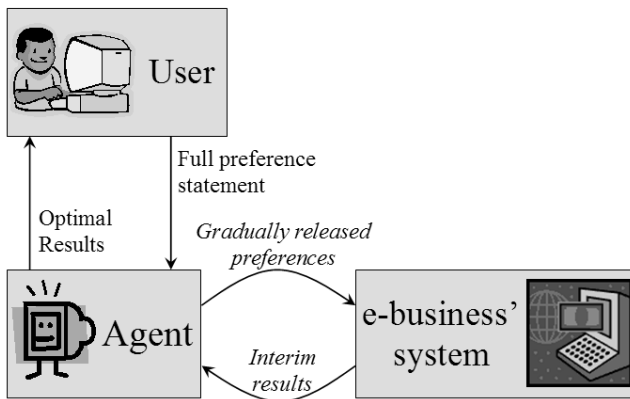 User
Full preference
statement
Optimal
Results
Gradually released
preferences
Agent
e-business’
system
Interim
results